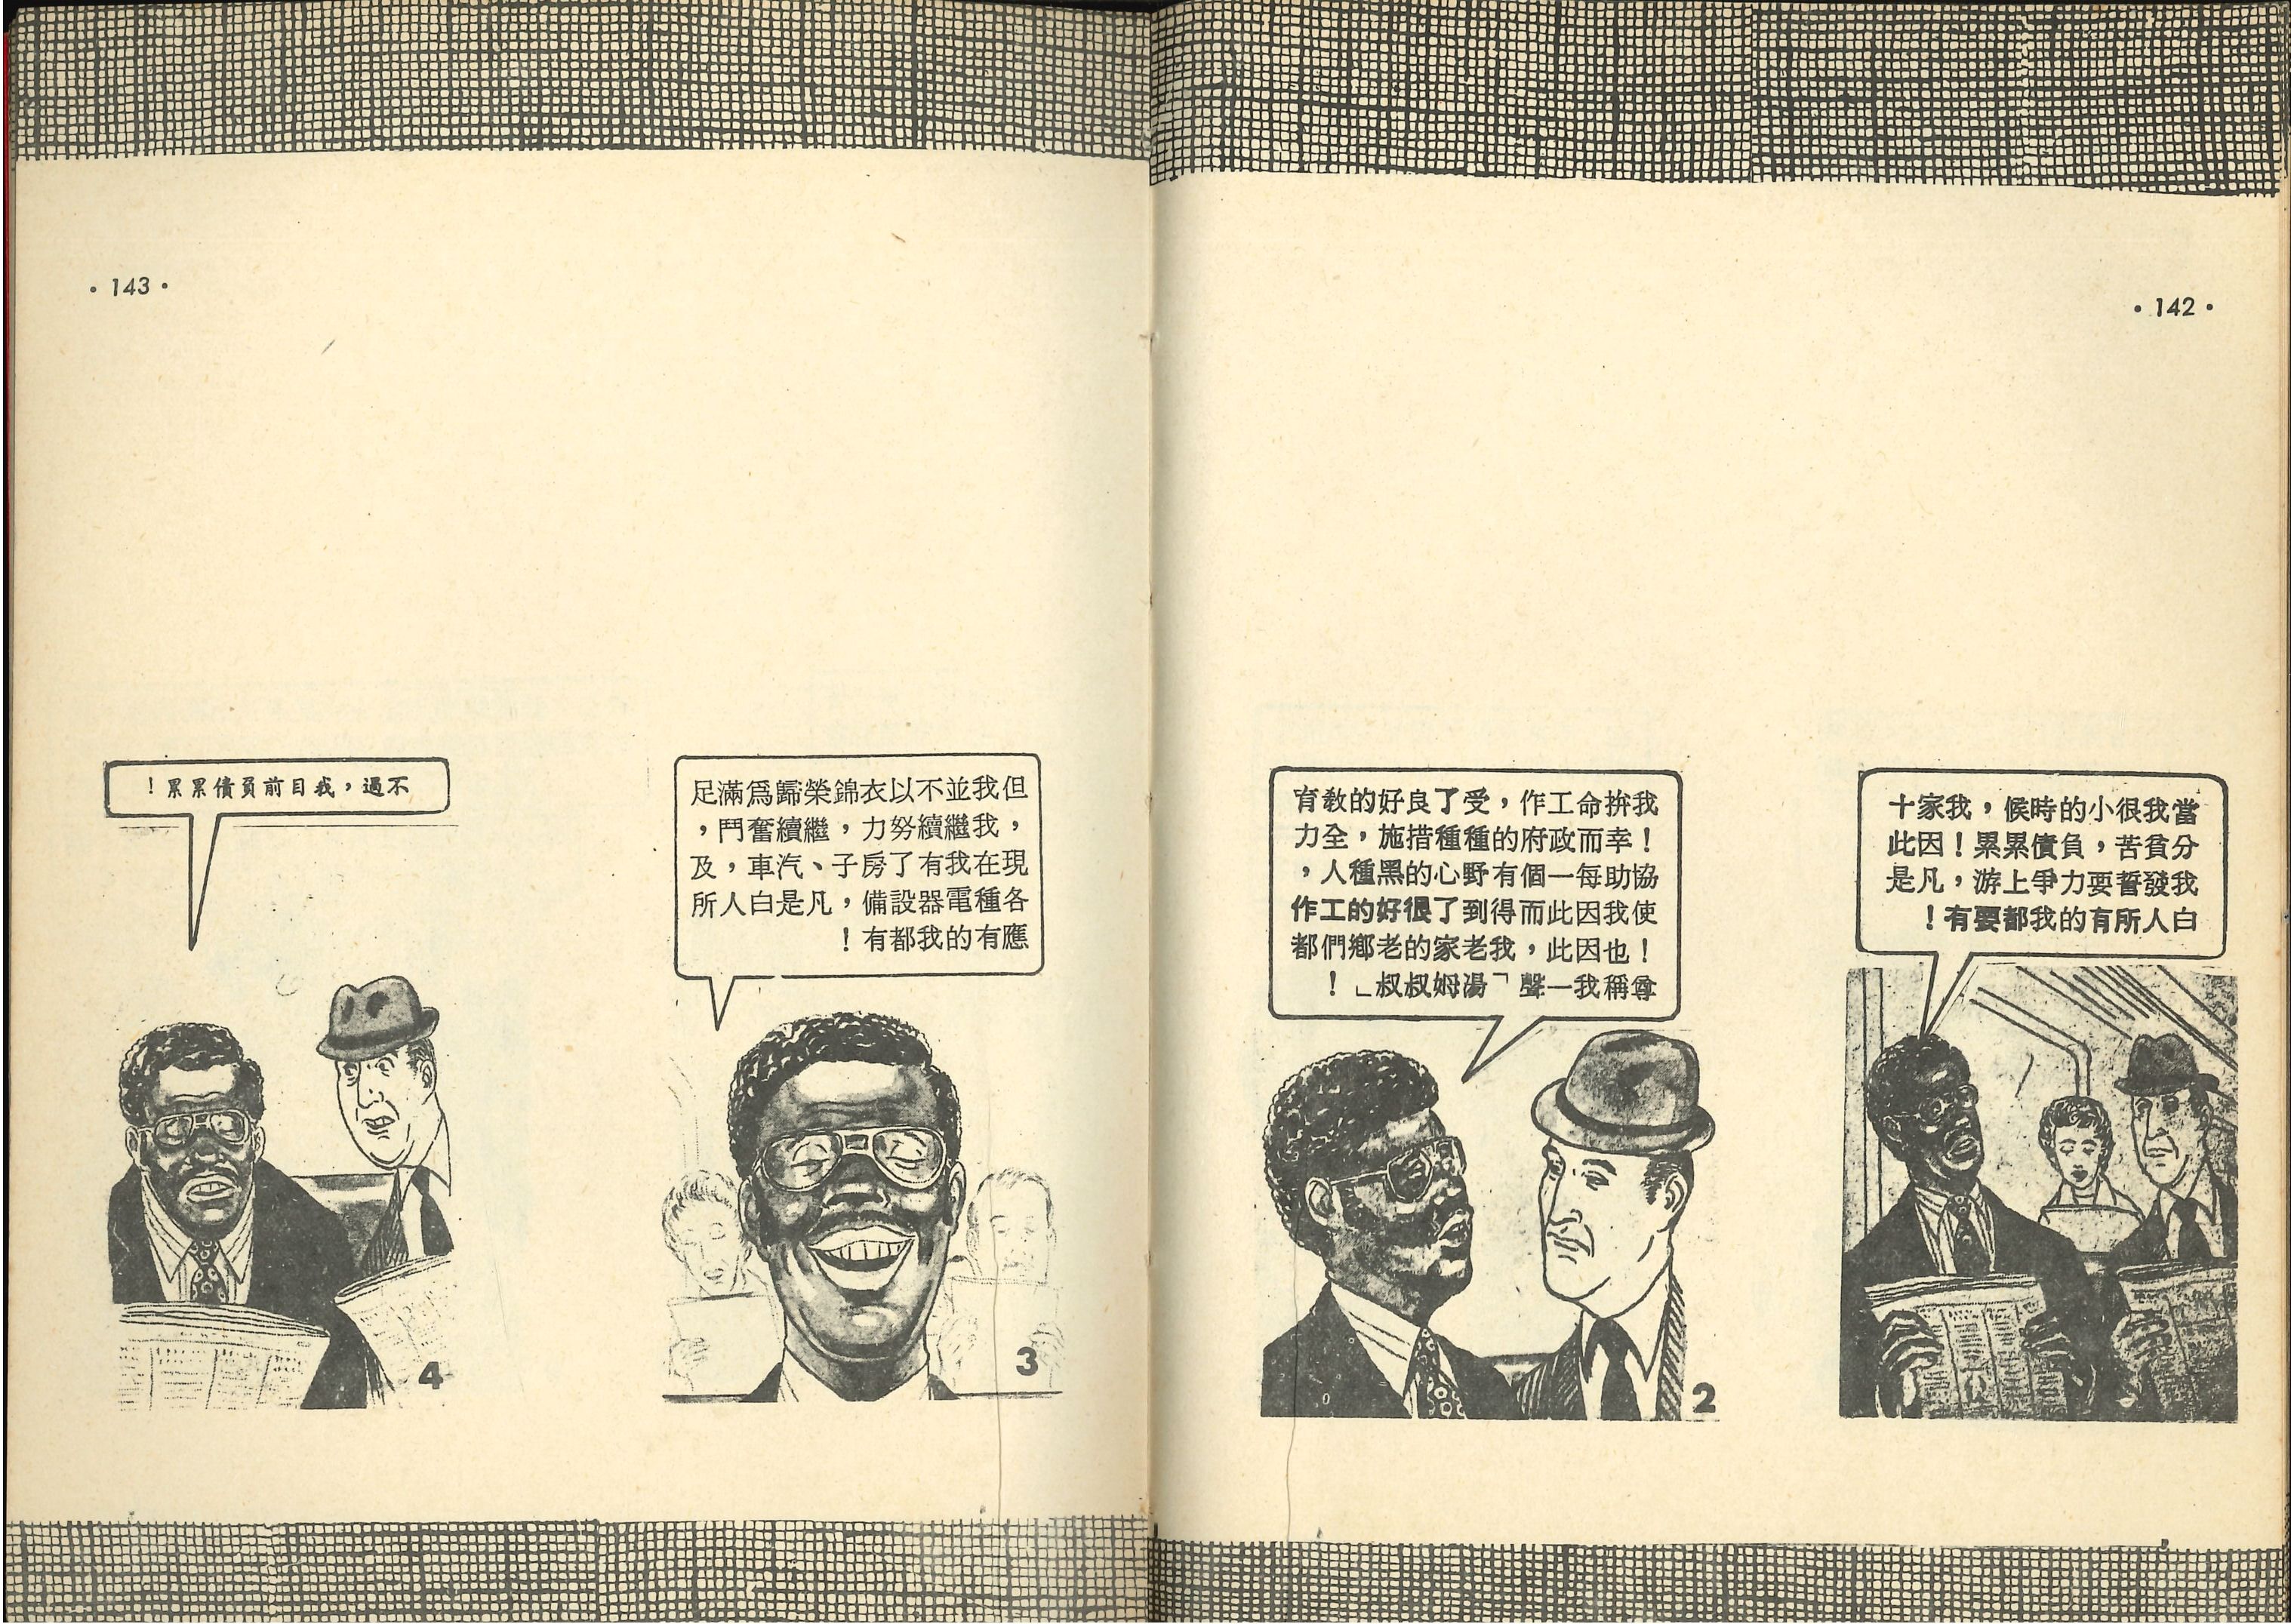 • 142 •
當我很小的時候，我家十
分貧苦，負債累累！因此
我發誓要力爭上游，凡是
白人所有的我都要有！
我拚命工作，受了良好的教育
！幸而政府的種種措施，全力
協助每一個有野心的黑種人，
使我因此而得到了很好的工作
！也因此，我老家的老鄉們都
尊稱我一聲「湯姆叔叔」！
2
• 143 •
但我並不以衣錦榮歸爲滿足
，我繼續努力，繼續奮鬥，
現在我有了房子、汽車，及
各種電器設備，凡是白人所
應有的我都有！
3
不過，我目前負債累累！
4